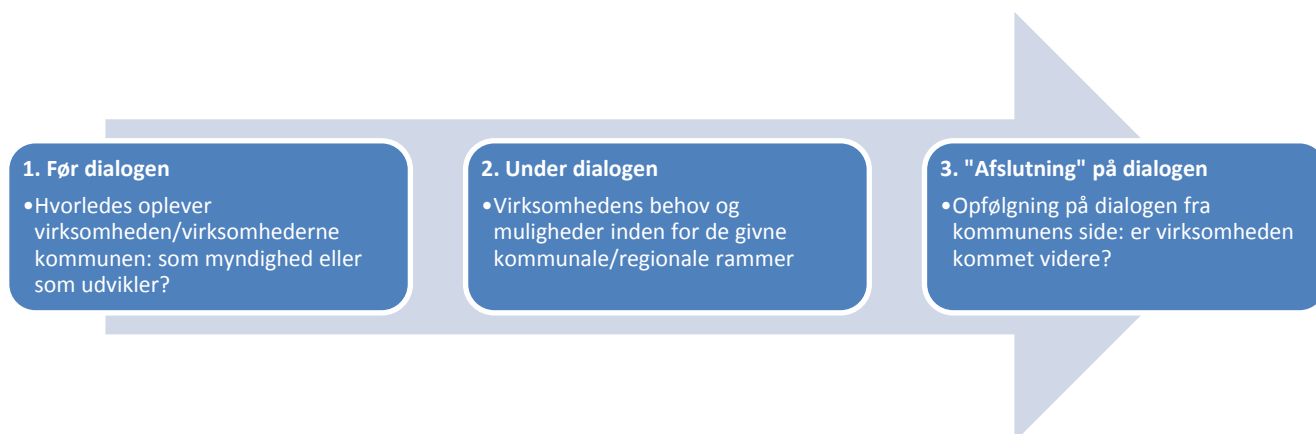 1. Før dialogen
•Hvorledes oplever
virksomheden/virksomhederne
kommunen: som myndighed eller
som udvikler?
2. Under dialogen
•Virksomhedens behov og
muligheder inden for de givne
kommunale/regionale rammer
3. "Afslutning" på dialogen
•Opfølgning på dialogen fra
kommunens side: er virksomheden
kommet videre?